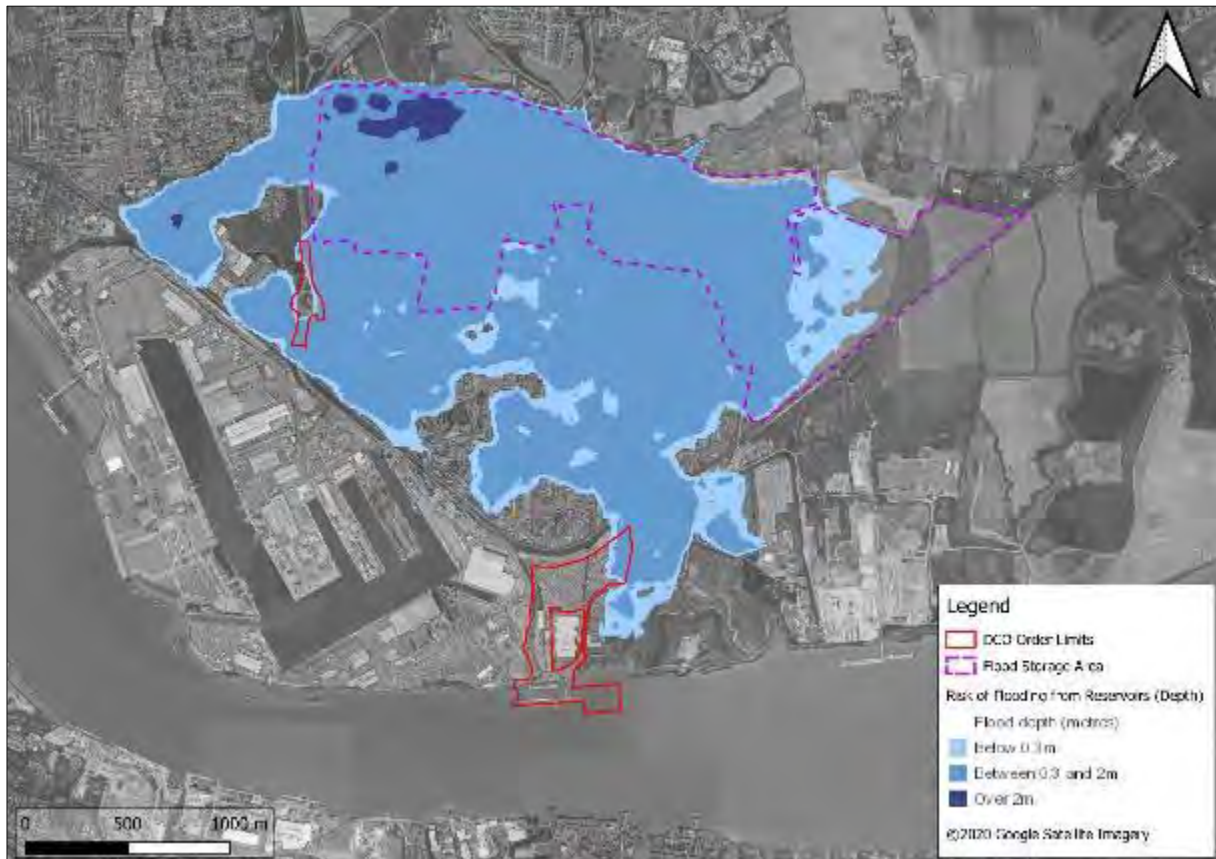 Legend
DCO Order Limits
Flood Storage Area
Risk of Flooding from Reservoirs (Depth)
Flood depth (metres)
Below 0.3m
Between 0.3 and 2m
Over 2m
©2020 Google Satellite Imagery
0 500 1000 m